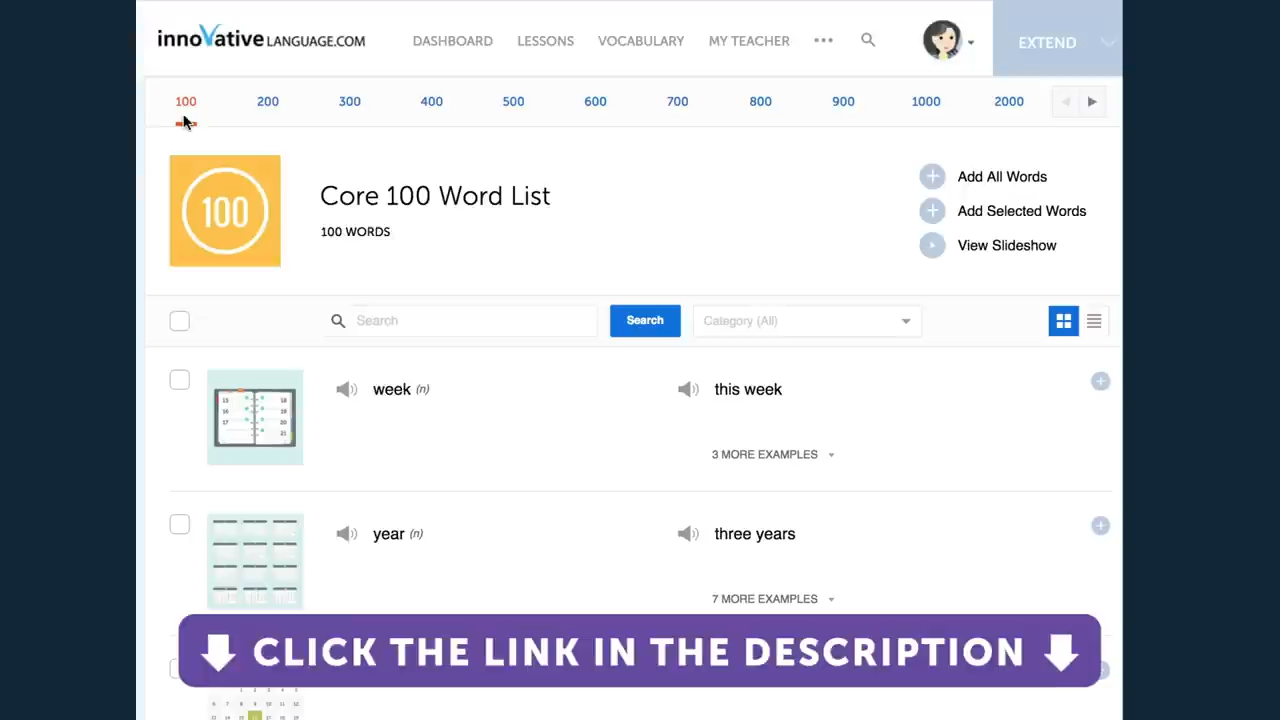 innoVative LANGUAGE.COM
DASHBOARD LESSONS VOCABULARY MY TEACHER ••• EXTEND
100 200 300 400 500 600 700 800 900 1000 2000
100
Core 100 Word List
100 WORDS
Add All Words
Add Selected Words
View Slideshow
Search Search Category (All)
week (n) this week
3 MORE EXAMPLES
year (n) three years
7 MORE EXAMPLES
CLICK THE LINK IN THE DESCRIPTION